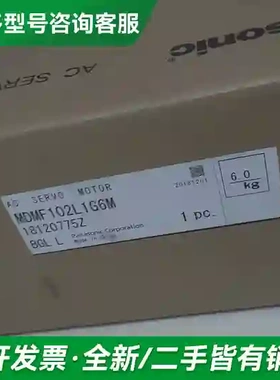 型号咨询客服
sonic
AC SERV
AC SERVO MOTOR
MDMF102L1G6M
18120775Z
BGL L
Panasonic Corporation
1 pc.
6.0
kg
开发票·全新/二手皆有销